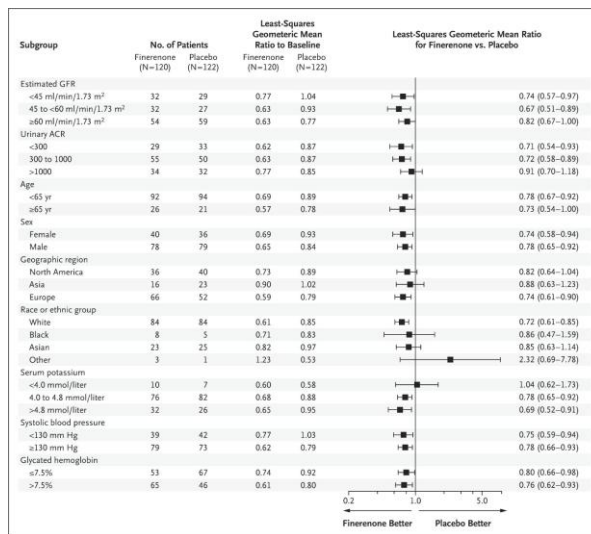 Subgroup No. of Patients Least-Squares Geometeric Mean Ratio to Baseline Least-Squares Geometric Mean Ratio for Finerenone vs. Placebo
Finerenone (N=120) Placebo (N=122) Finerenone (N=120) Placebo (N=122)
Estimated GFR
<45 ml/min/1.73 m² 32 29 0.77 1.04 0.74 (0.57–0.97)
45 to <60 ml/min/1.73 m² 32 27 0.63 0.93 0.67 (0.51–0.89)
≥60 ml/min/1.73 m² 54 59 0.63 0.77 0.82 (0.67–1.00)
Urinary ACR
<300 29 33 0.62 0.87 0.71 (0.54–0.93)
300 to 1000 55 50 0.63 0.87 0.72 (0.58–0.89)
>1000 34 32 0.77 0.85 0.91 (0.70–1.18)
Age
<65 yr 92 94 0.69 0.89 0.78 (0.67–0.92)
≥65 yr 26 21 0.57 0.78 0.73 (0.54–1.00)
Sex
Female 40 36 0.69 0.93 0.74 (0.58–0.94)
Male 78 79 0.65 0.84 0.78 (0.65–0.92)
Geographic region
North America 36 40 0.73 0.89 0.82 (0.64–1.04)
Asia 16 23 0.90 1.02 0.88 (0.63–1.23)
Europe 66 52 0.59 0.79 0.74 (0.61–0.90)
Race or ethnic group
White 84 84 0.61 0.85 0.72 (0.61–0.85)
Black 8 5 0.71 0.83 0.86 (0.47–1.59)
Asian 23 25 0.82 0.97 0.85 (0.63–1.14)
Other 3 1 1.23 0.53 2.32 (0.69–7.78)
Serum potassium
<4.0 mmol/liter 10 7 0.60 0.58 1.04 (0.62–1.73)
4.0 to 4.8 mmol/liter 76 82 0.68 0.88 0.78 (0.65–0.92)
>4.8 mmol/liter 32 26 0.65 0.95 0.69 (0.52–0.91)
Systolic blood pressure
<130 mm Hg 39 42 0.77 1.03 0.75 (0.59–0.94)
≥130 mm Hg 79 73 0.62 0.79 0.78 (0.66–0.93)
Glycated hemoglobin
≤7.5% 53 67 0.74 0.92 0.80 (0.66–0.98)
>7.5% 65 46 0.61 0.80 0.76 (0.62–0.93)
0.2 1.0 5.0
Finerenone Better Placebo Better